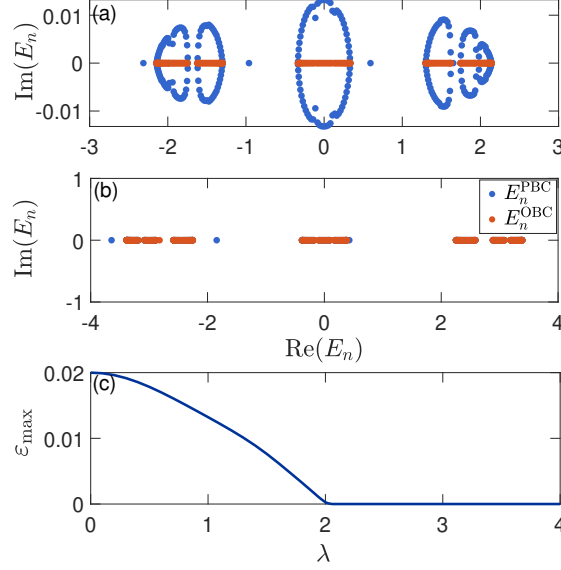 (a)
Im(E_n)
0.01
0
-0.01
-3 -2 -1 0 1 2 3
(b)
Im(E_n)
1
0
-1
E_n^PBC
E_n^OBC
-4 -2 0 2 4
Re(E_n)
(c)
ε_max
0.02
0.01
0
0 1 2 3 4
λ